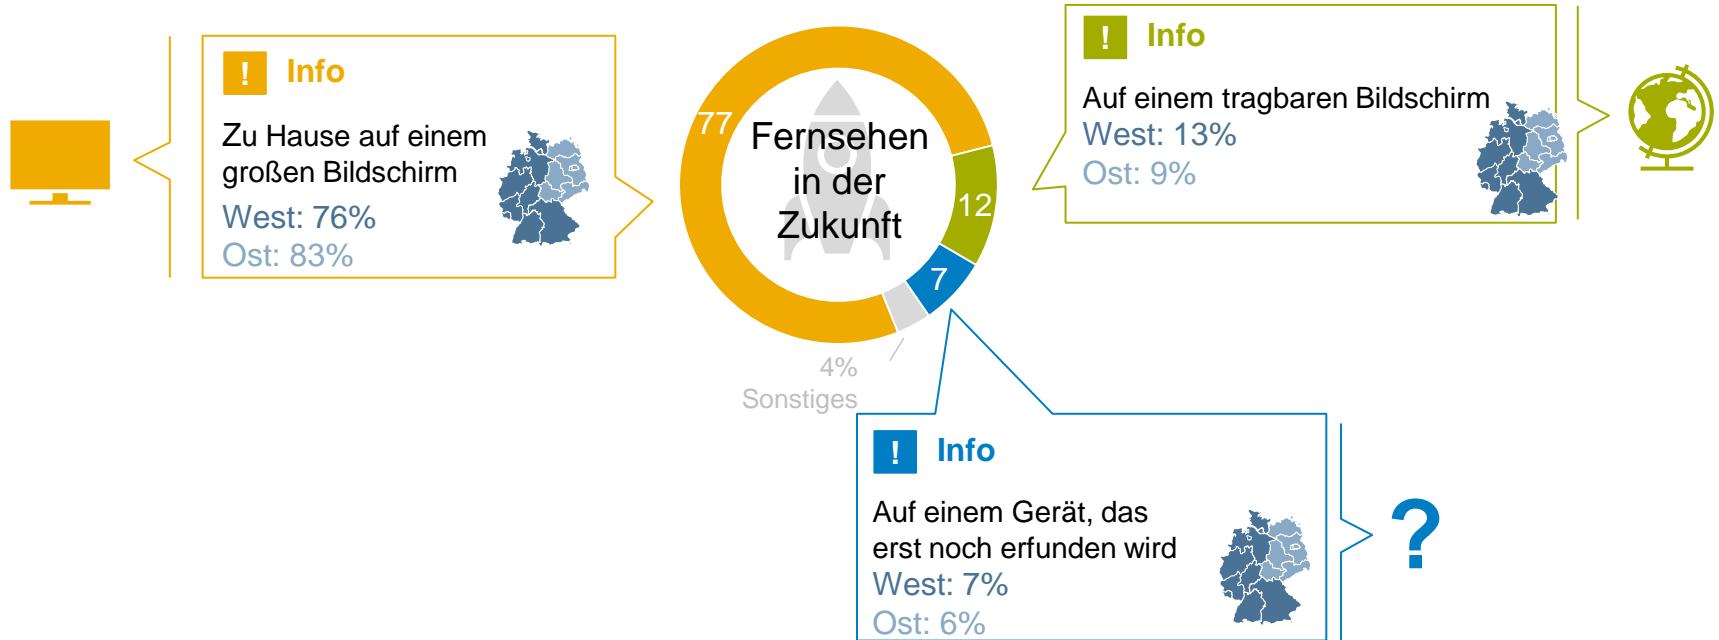 ! Info
Zu Hause auf einem
großen Bildschirm
West: 76%
Ost: 83%
77
Fernsehen
in der
Zukunft
12
7
4%
Sonstiges
! Info
Auf einem tragbaren Bildschirm
West: 13%
Ost: 9%
! Info
Auf einem Gerät, das
erst noch erfunden wird
West: 7%
Ost: 6%
?